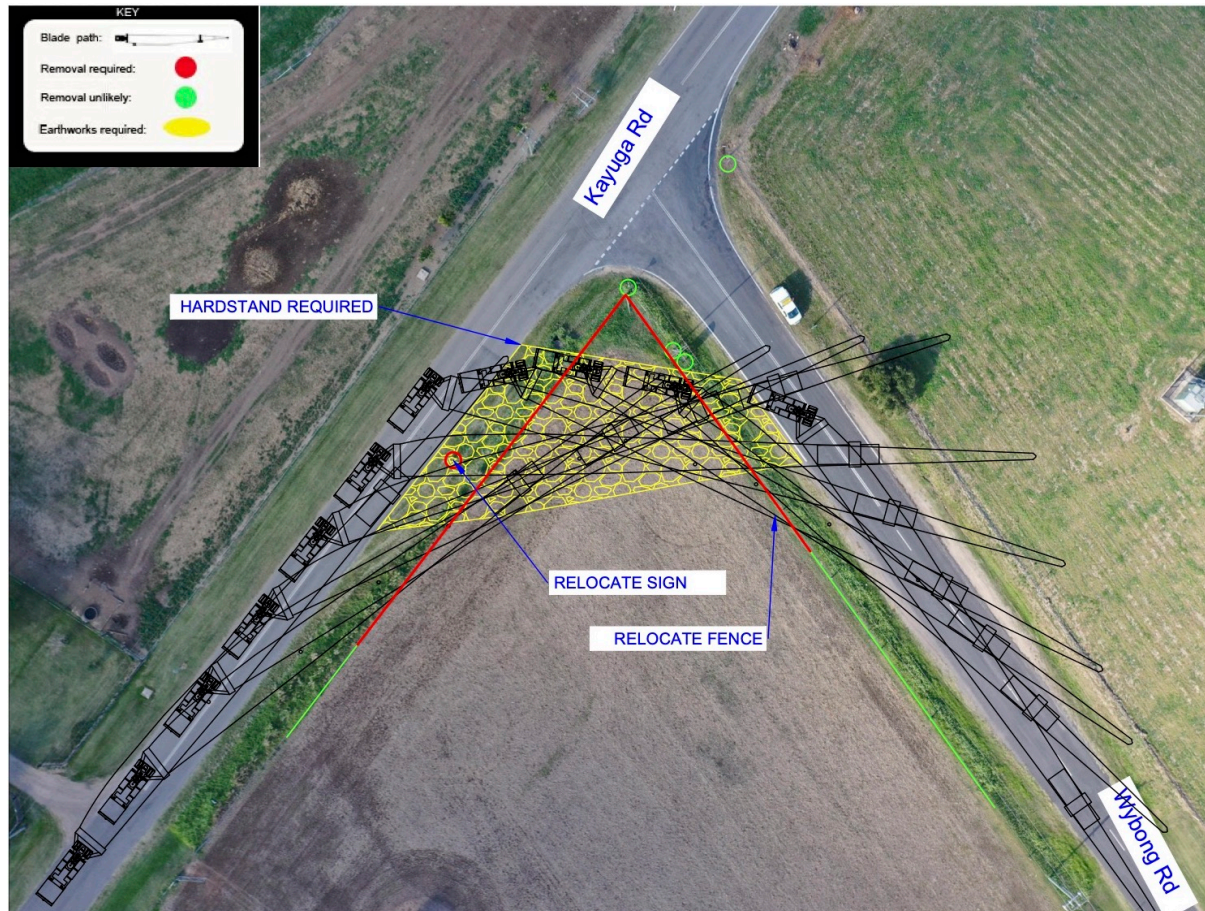 KEY
Blade path:
Removal required:
Removal unlikely:
Earthworks required:
Kayuga Rd
HARDSTAND REQUIRED
RELOCATE SIGN
RELOCATE FENCE
Wybong Rd